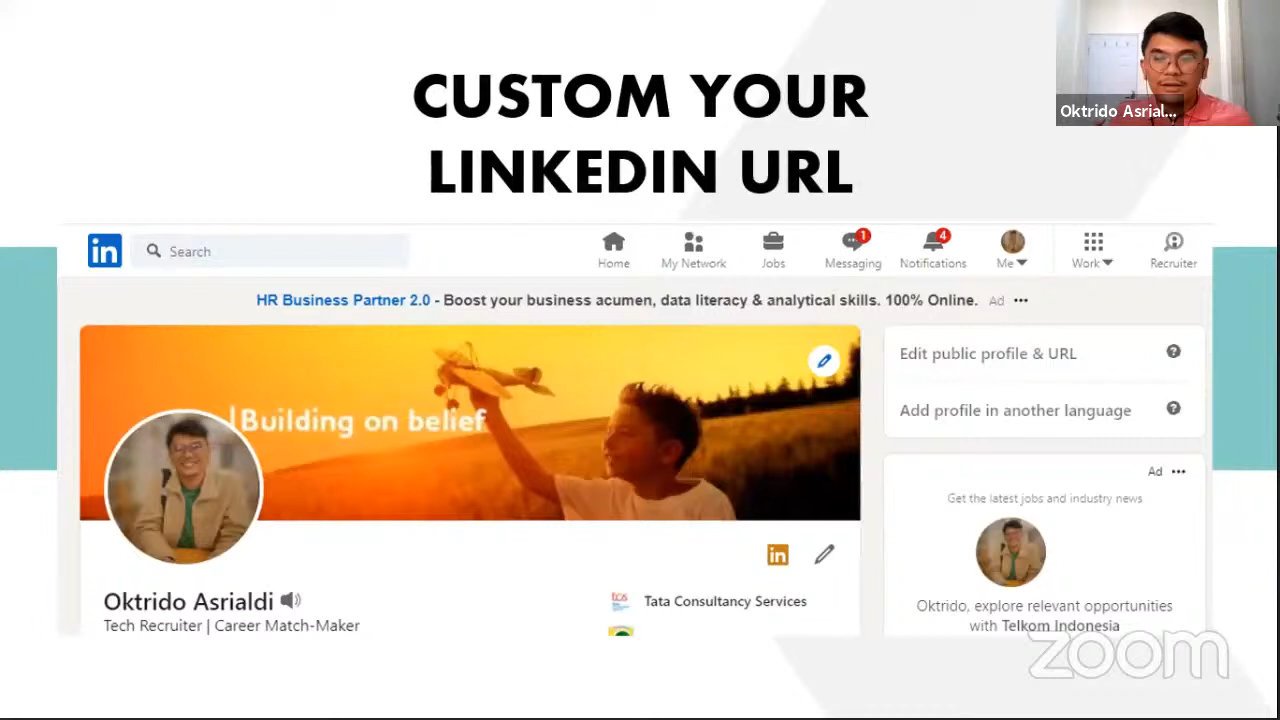 CUSTOM YOUR
LINKEDIN URL
Oktrido Asrial...
in
Search
Home
My Network
Jobs
1
Messaging
4
Notifications
Me
Work
Recruiter
HR Business Partner 2.0 - Boost your business acumen, data literacy & analytical skills. 100% Online. Ad
Building on belief
Edit public profile & URL
Add profile in another language
Ad
Get the latest jobs and industry news
in
Oktrido Asrialdi
Tech Recruiter | Career Match-Maker
tcs
Tata Consultancy Services
Oktrido, explore relevant opportunities
with Telkom Indonesia
zoom